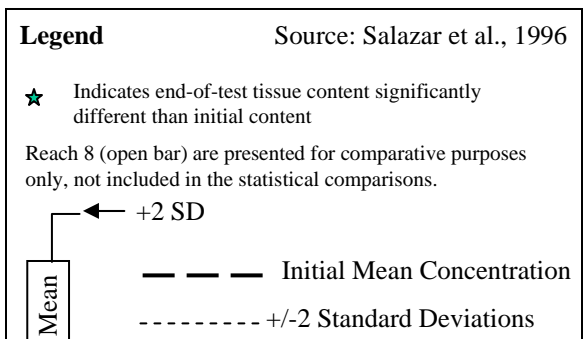 Legend Source: Salazar et al., 1996
Indicates end-of-test tissue content significantly
different than initial content
Reach 8 (open bar) are presented for comparative purposes
only, not included in the statistical comparisons.
+2 SD
Initial Mean Concentration
Mean
+/-2 Standard Deviations